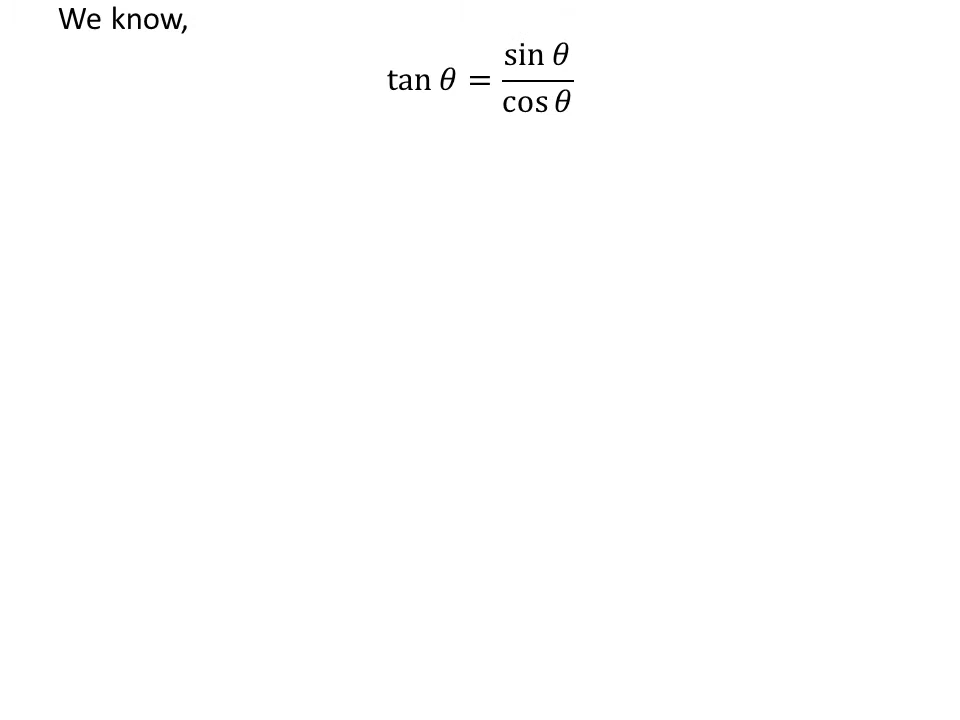 We know,
tan θ = sin θ / cos θ